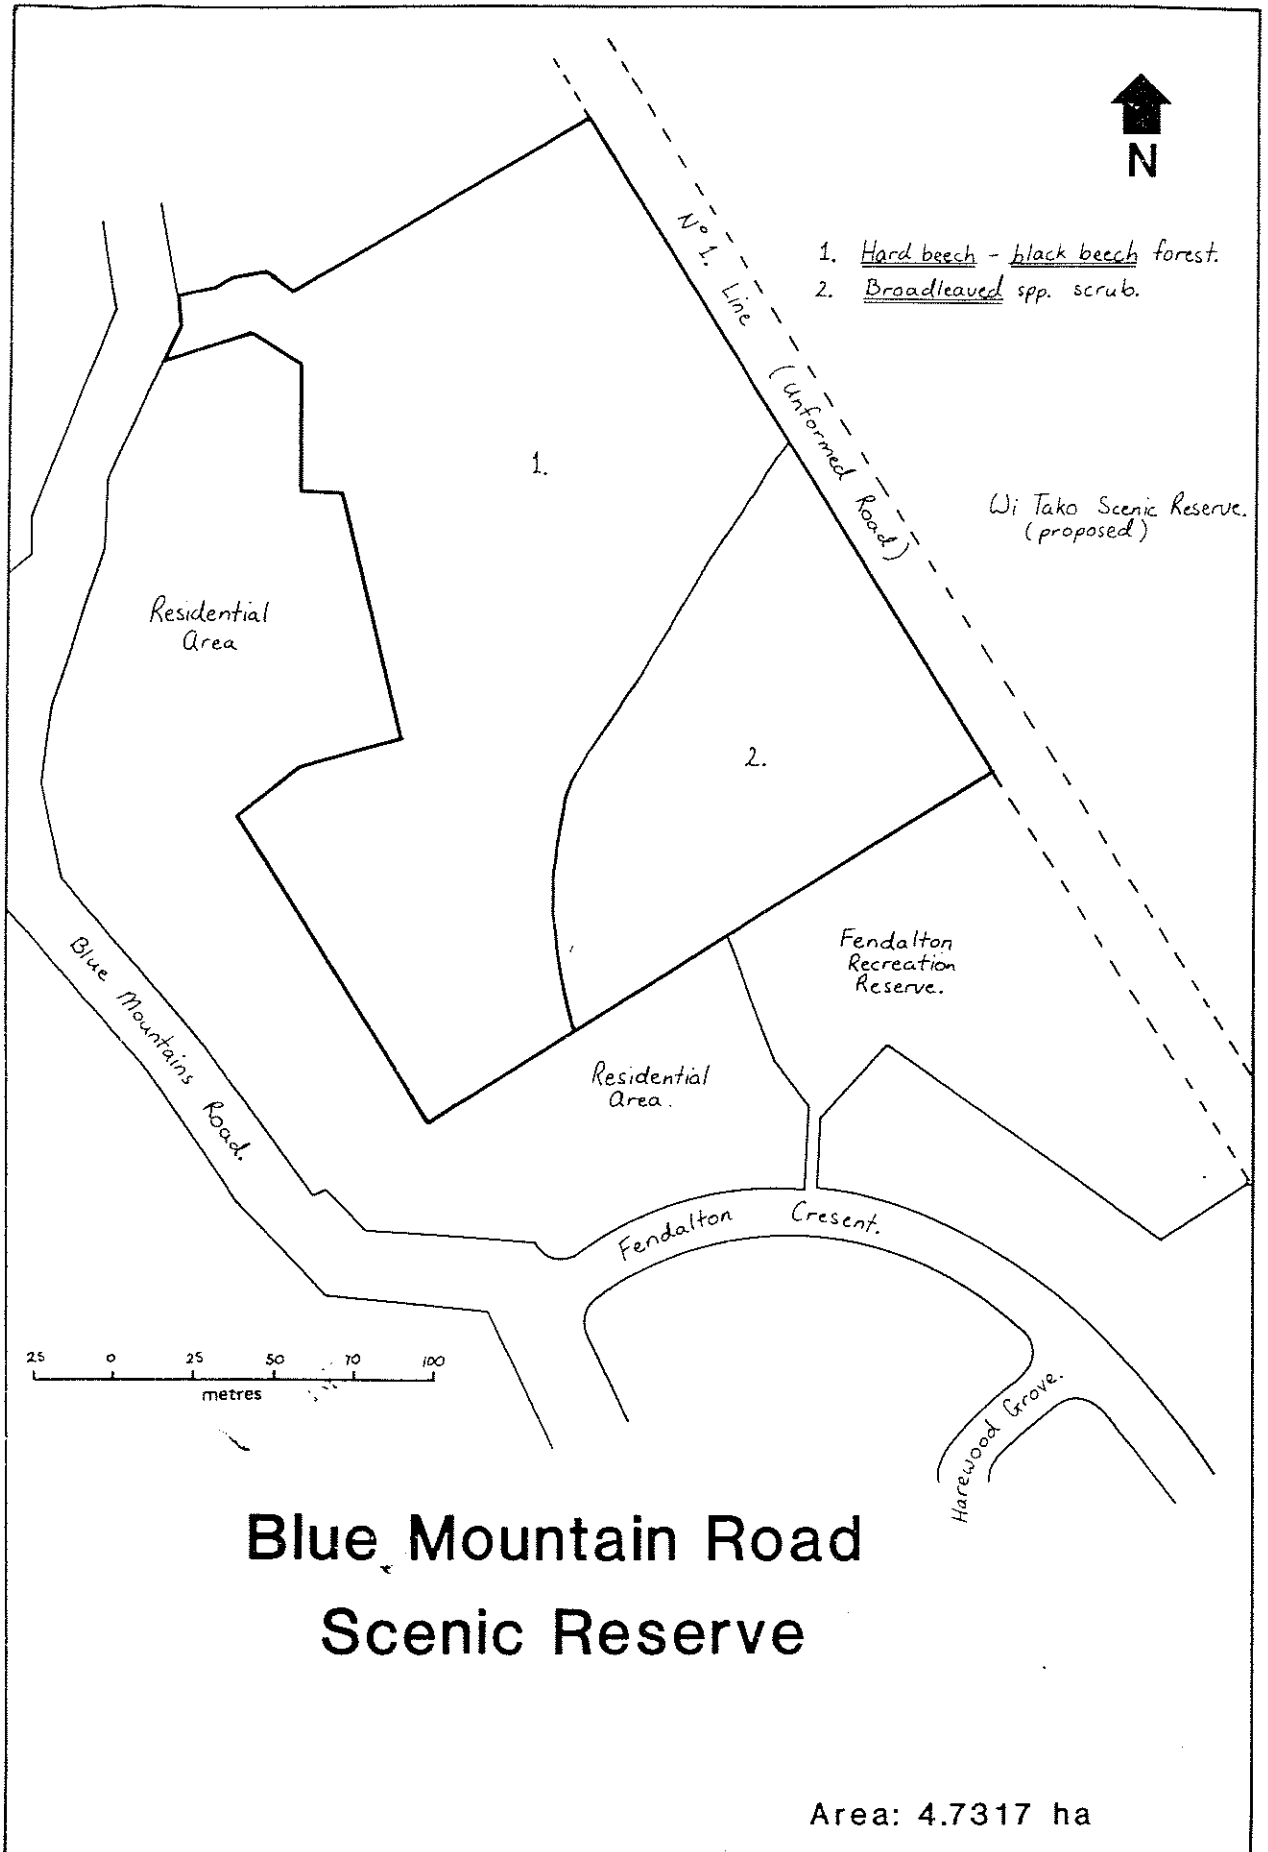 N
1. Hard beech - black beech forest.
2. Broadleaved spp. scrub.
Nº 1. Line (Unformed Road)
1.
Wi Tako Scenic Reserve.
(proposed)
Residential
Area
2.
Fendalton
Recreation
Reserve.
Blue Mountains Road.
Residential
Area.
Fendalton Cresent.
25 0 25 50 70 100
metres
Harewood Grove.
Blue Mountain Road
Scenic Reserve
Area: 4.7317 ha